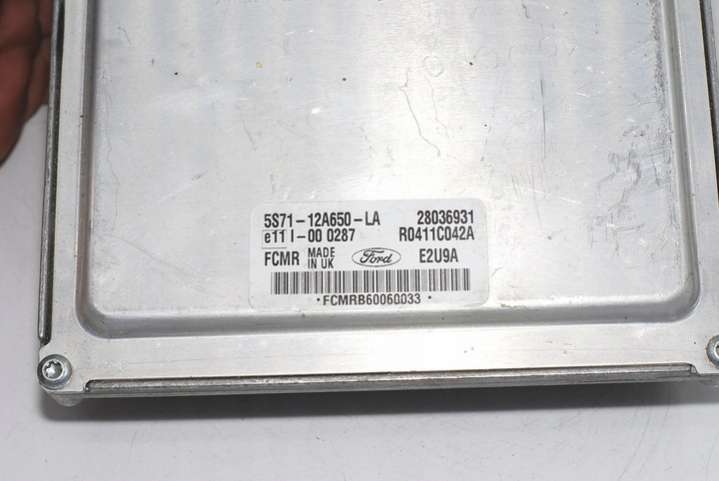 5S71-12A650-LA 28036931
e11 I-00 0287 R0411C042A
FCMR MADE IN UK Ford E2U9A
*FCMRB60060033*